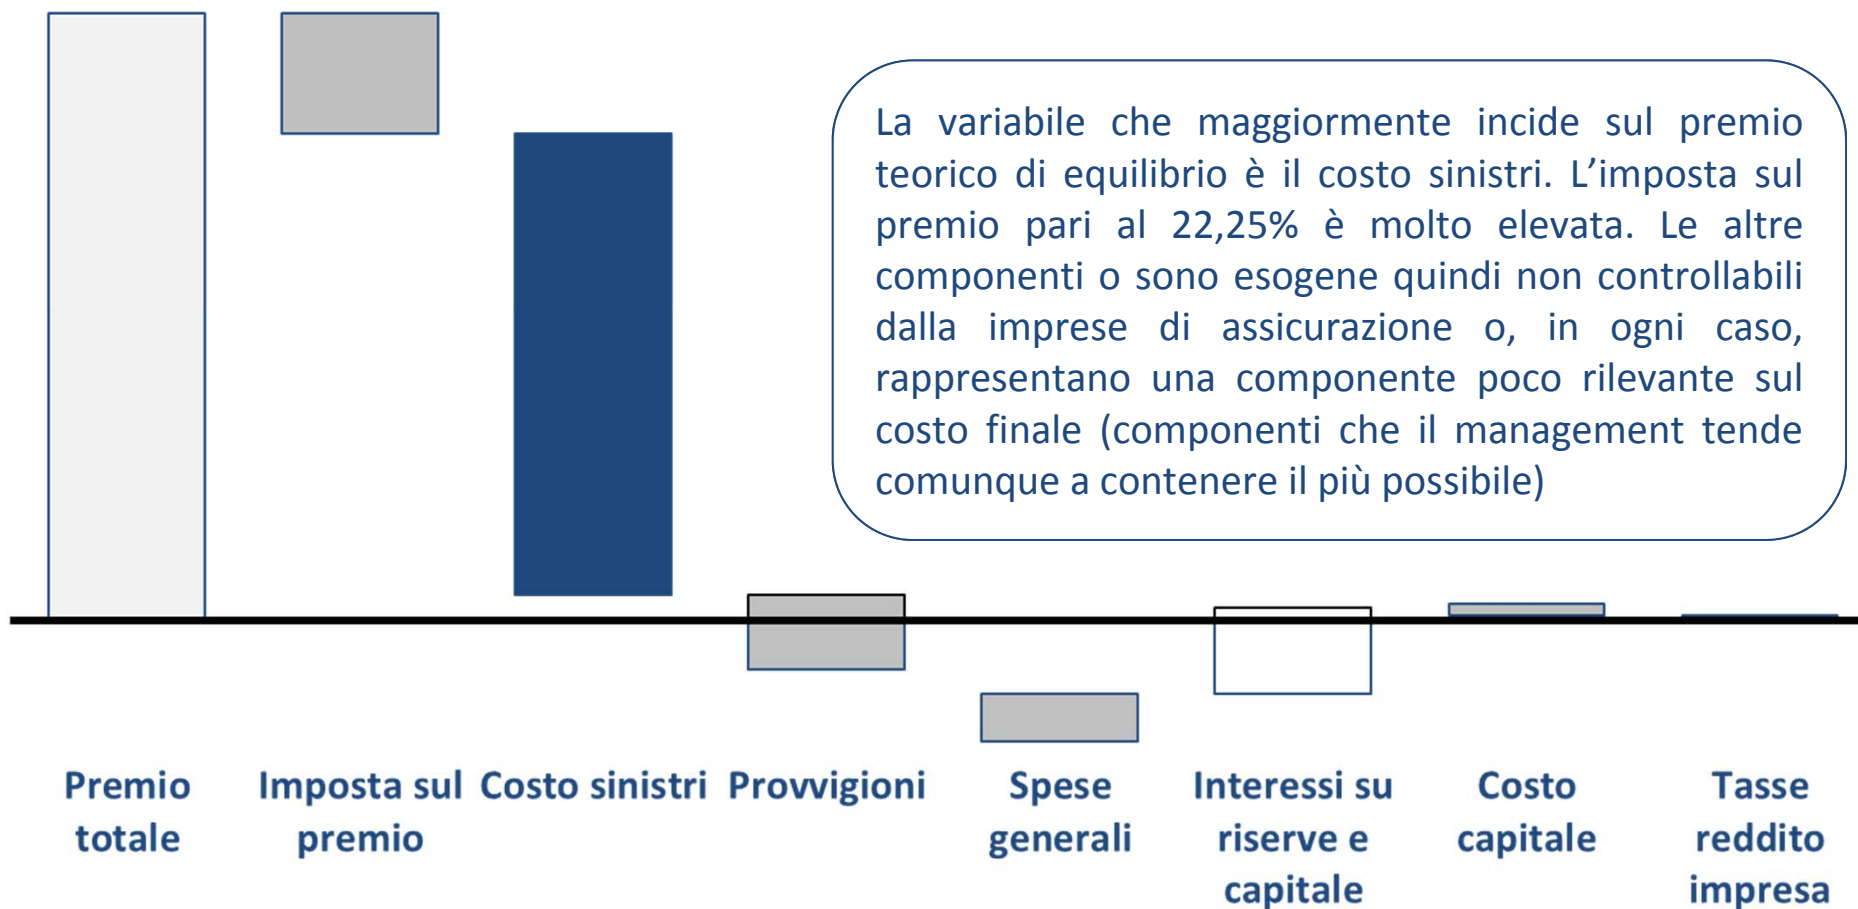 La variabile che maggiormente incide sul premio
teorico di equilibrio è il costo sinistri. L’imposta sul
premio pari al 22,25% è molto elevata. Le altre
componenti o sono esogene quindi non controllabili
dalla imprese di assicurazione o, in ogni caso,
rappresentano una componente poco rilevante sul
costo finale (componenti che il management tende
comunque a contenere il più possibile)
Premio
totale
Imposta sul
premio
Costo sinistri
Provvigioni
Spese
generali
Interessi su
riserve e
capitale
Costo
capitale
Tasse
reddito
impresa